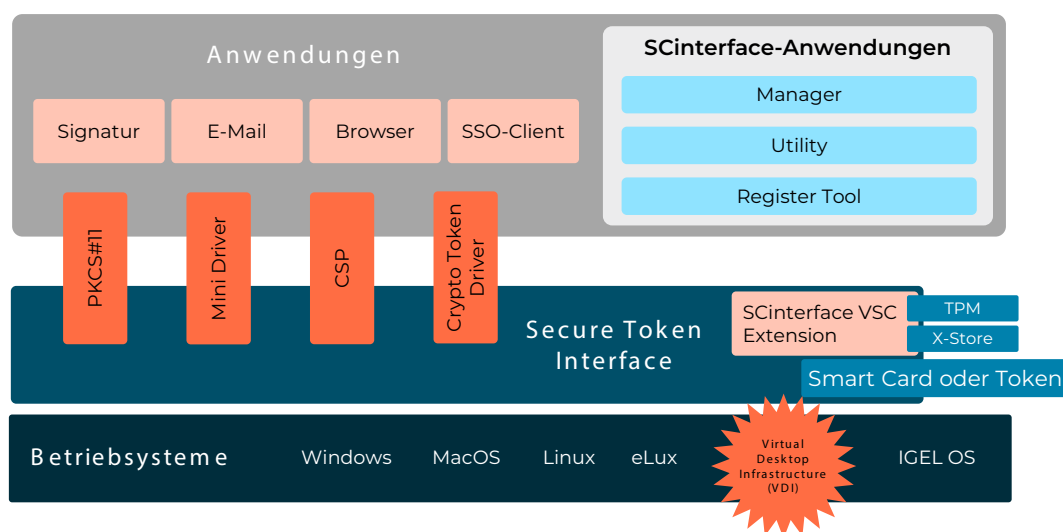 Anwendungen
Signatur
E-Mail
Browser
SSO-Client
SCinterface-Anwendungen
Manager
Utility
Register Tool
PKCS#11
Mini Driver
CSP
Crypto Token
Driver
Secure Token
Interface
SCinterface VSC
Extension
TPM
X-Store
Smart Card oder Token
Betriebsysteme
Windows
MacOS
Linux
eLux
Virtual
Desktop
Infrastructure
(VDI)
IGEL OS